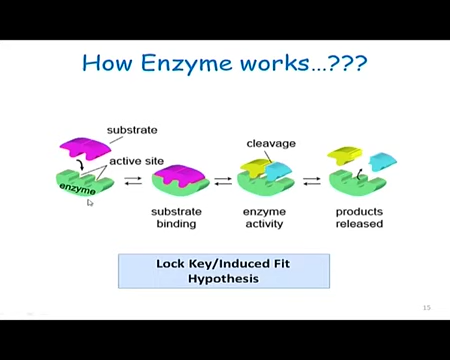 How Enzyme works...???
substrate
active site
enzyme
substrate
binding
cleavage
enzyme
activity
products
released
Lock Key/Induced Fit
Hypothesis
15